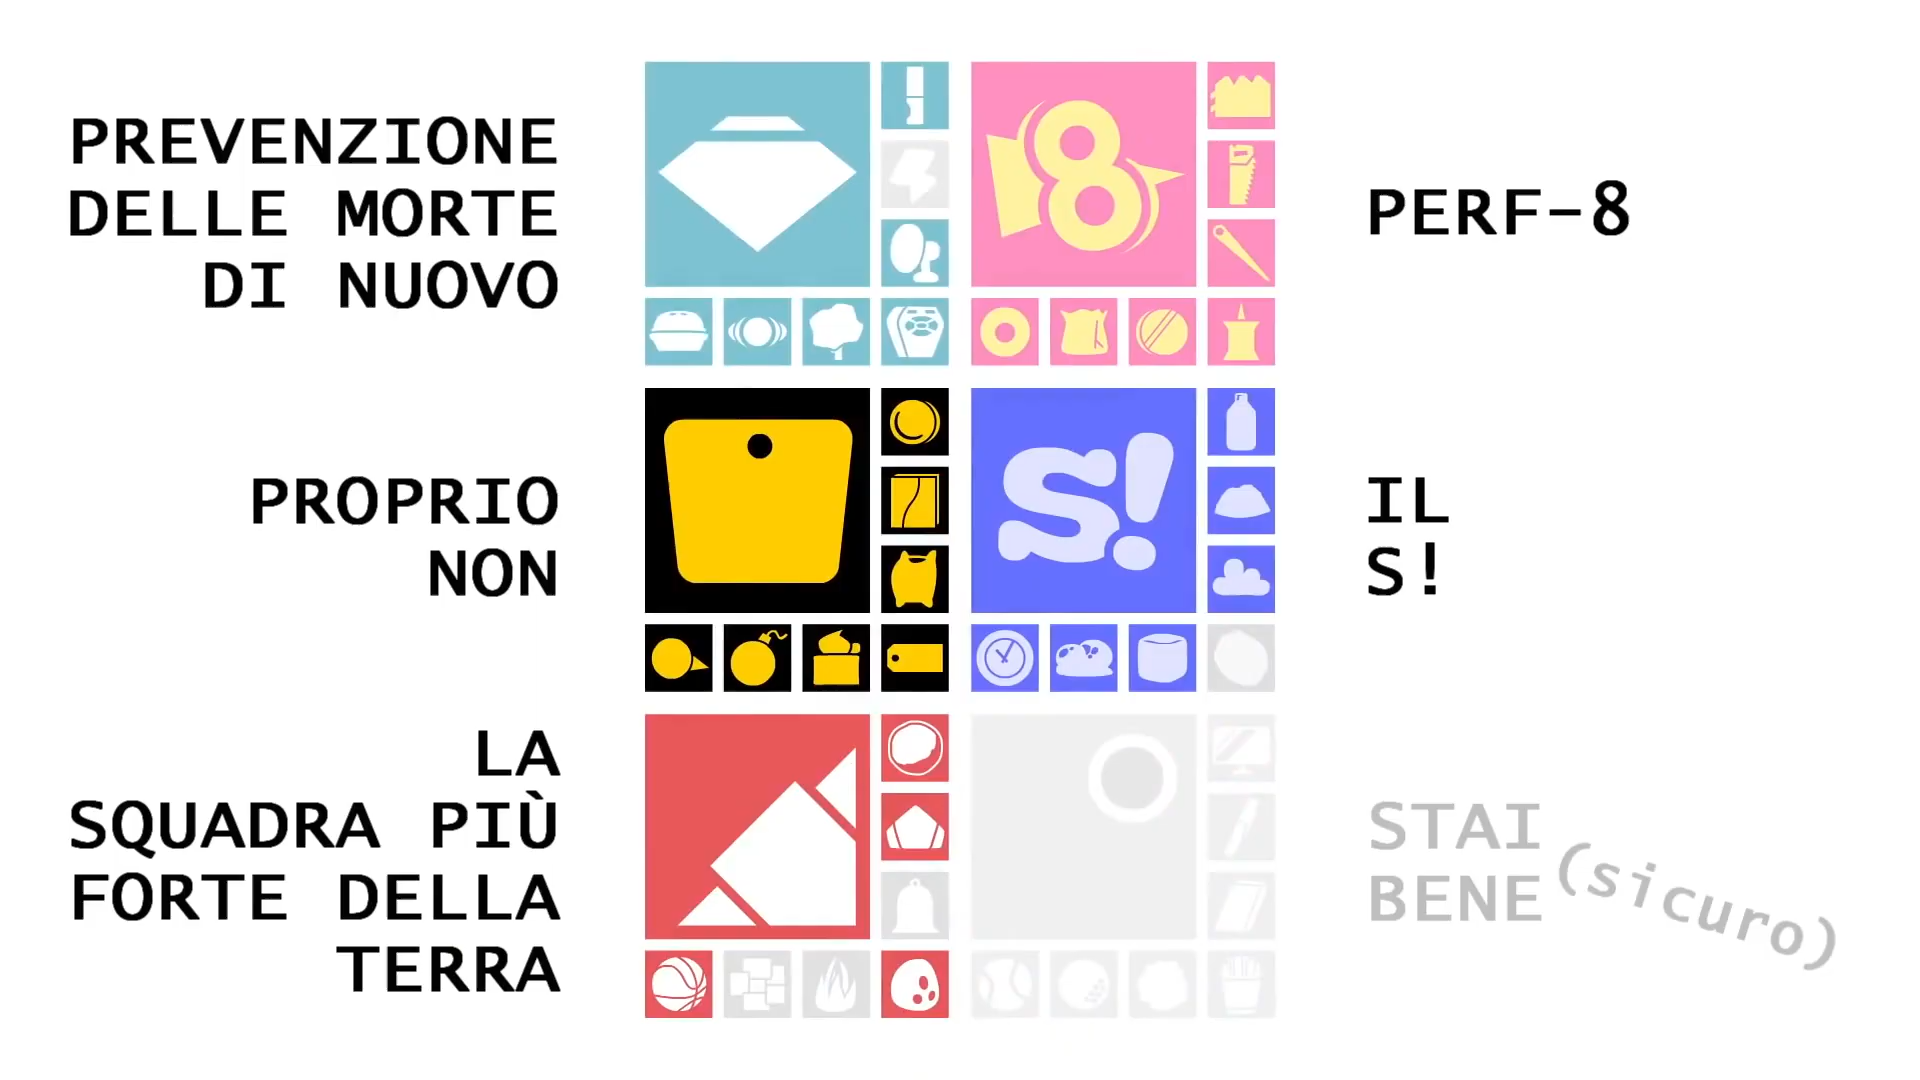 PREVENZIONE
DELLE MORTE
DI NUOVO
8
PERF-8
PROPRIO
NON
S!
IL
S!
LA
SQUADRA PIÙ
FORTE DELLA
TERRA
STAI
BENE (sicuro)